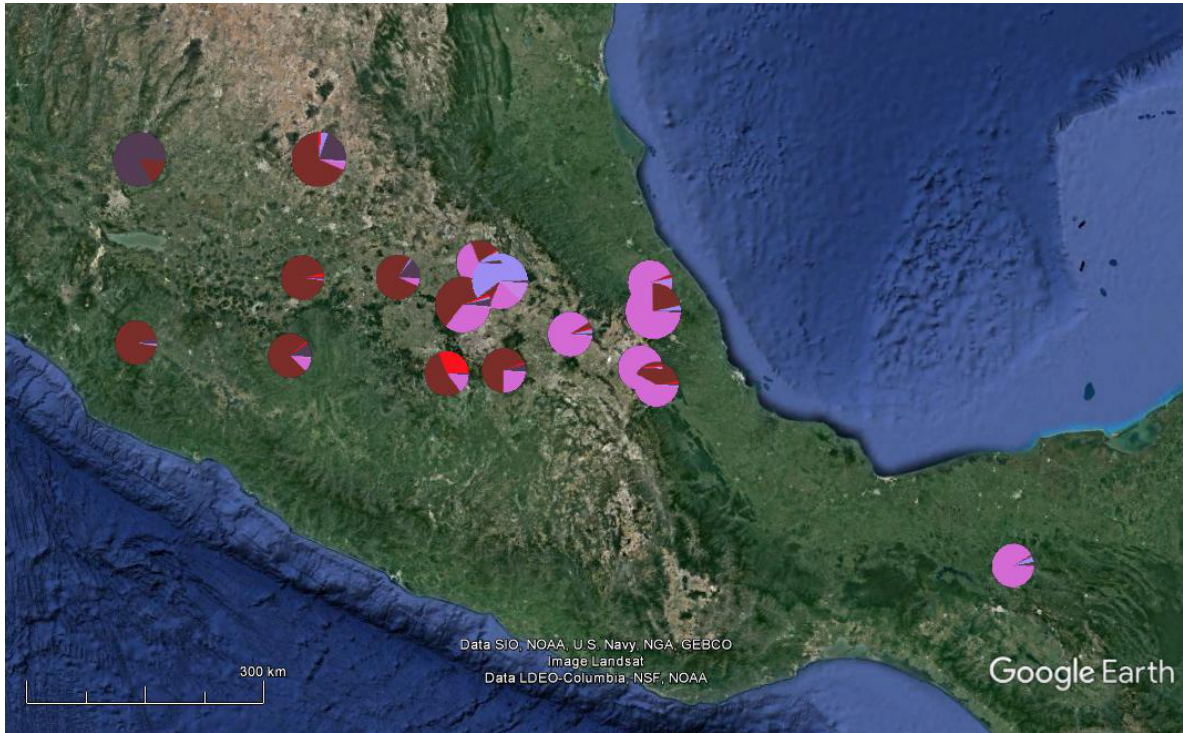 Data SIO, NOAA, U.S. Navy, NGA, GEBCO
Image Landsat
Data LDEO-Columbia, NSF, NOAA
300 km
Google Earth